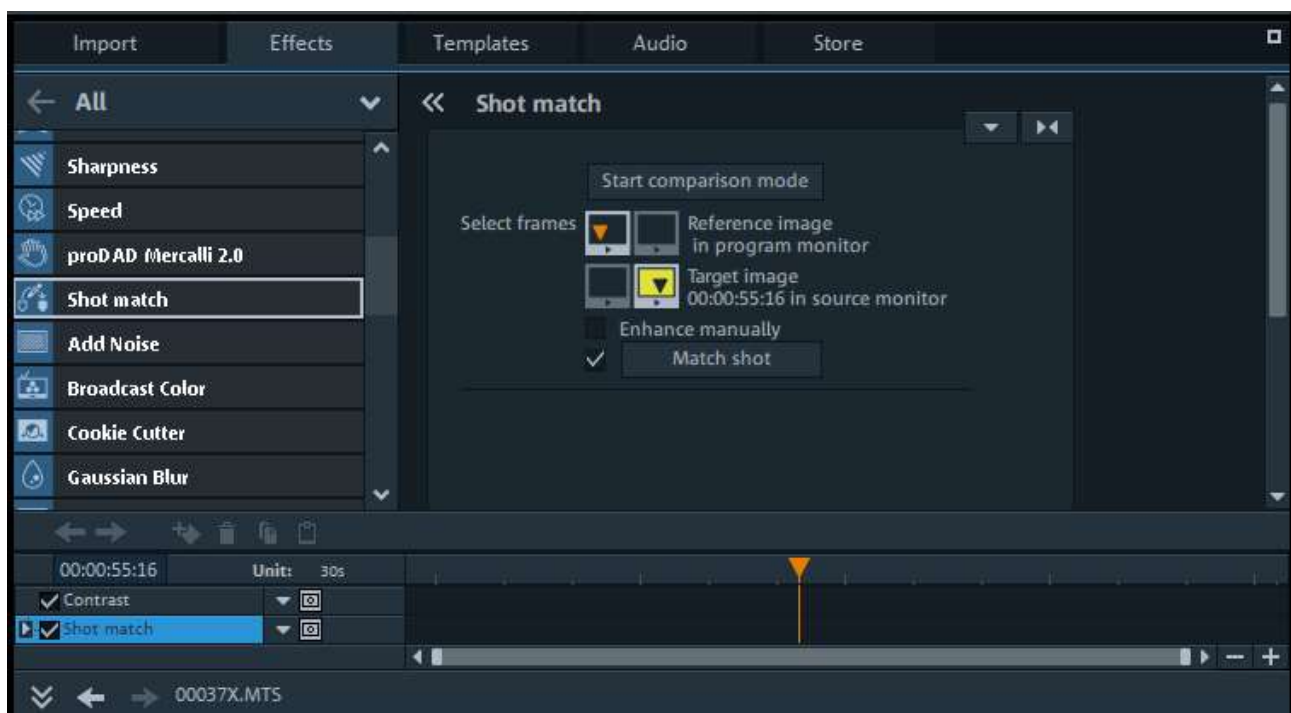 Import Effects Templates Audio Store
All
Shot match
Sharpness
Speed
proDAD Mercalli 2.0
Shot match
Add Noise
Broadcast Color
Cookie Cutter
Gaussian Blur
Start comparison mode
Select frames
Reference image
in program monitor
Target image
00:00:55:16 in source monitor
Enhance manually
Match shot
00:00:55:16 Unit: 30s
Contrast
Shot match
00037X.MTS